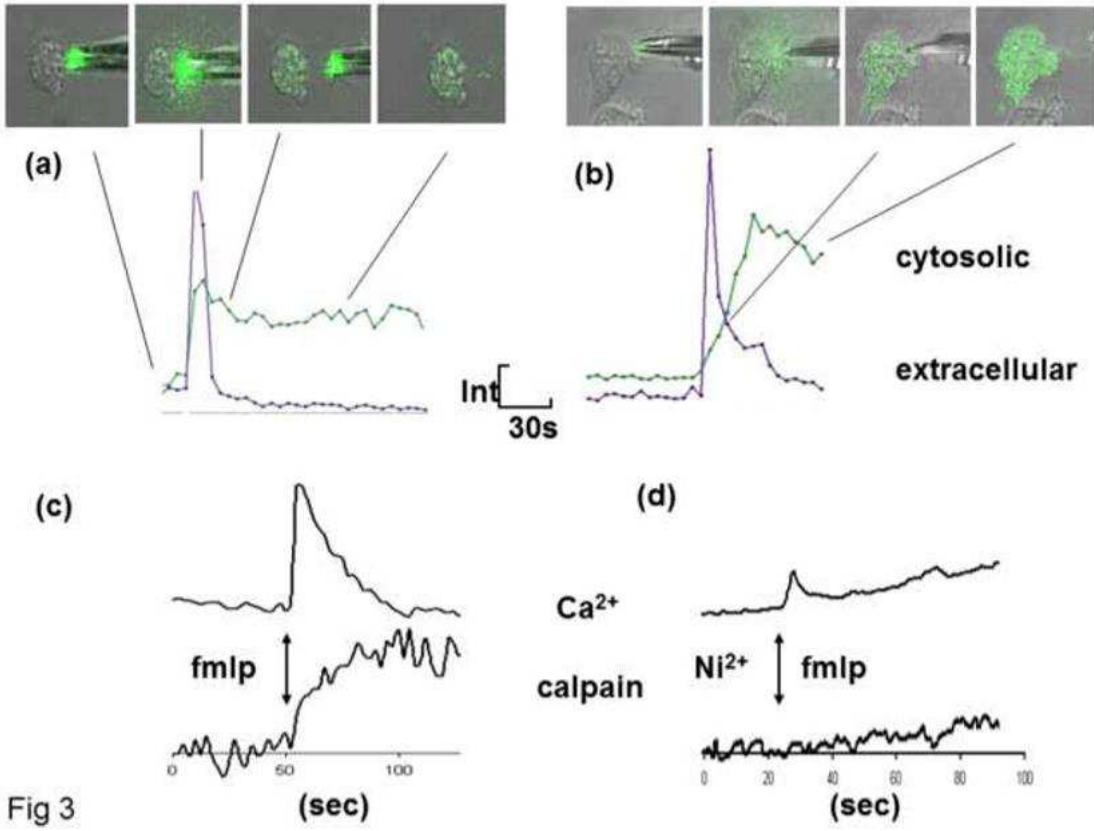 (a)
(b)
cytosolic
extracellular
Int
30s
(c)
(d)
Ca²⁺
fmlp
calpain
Ni²⁺
fmlp
0
50
100
0
20
40
60
80
100
(sec)
(sec)
Fig 3